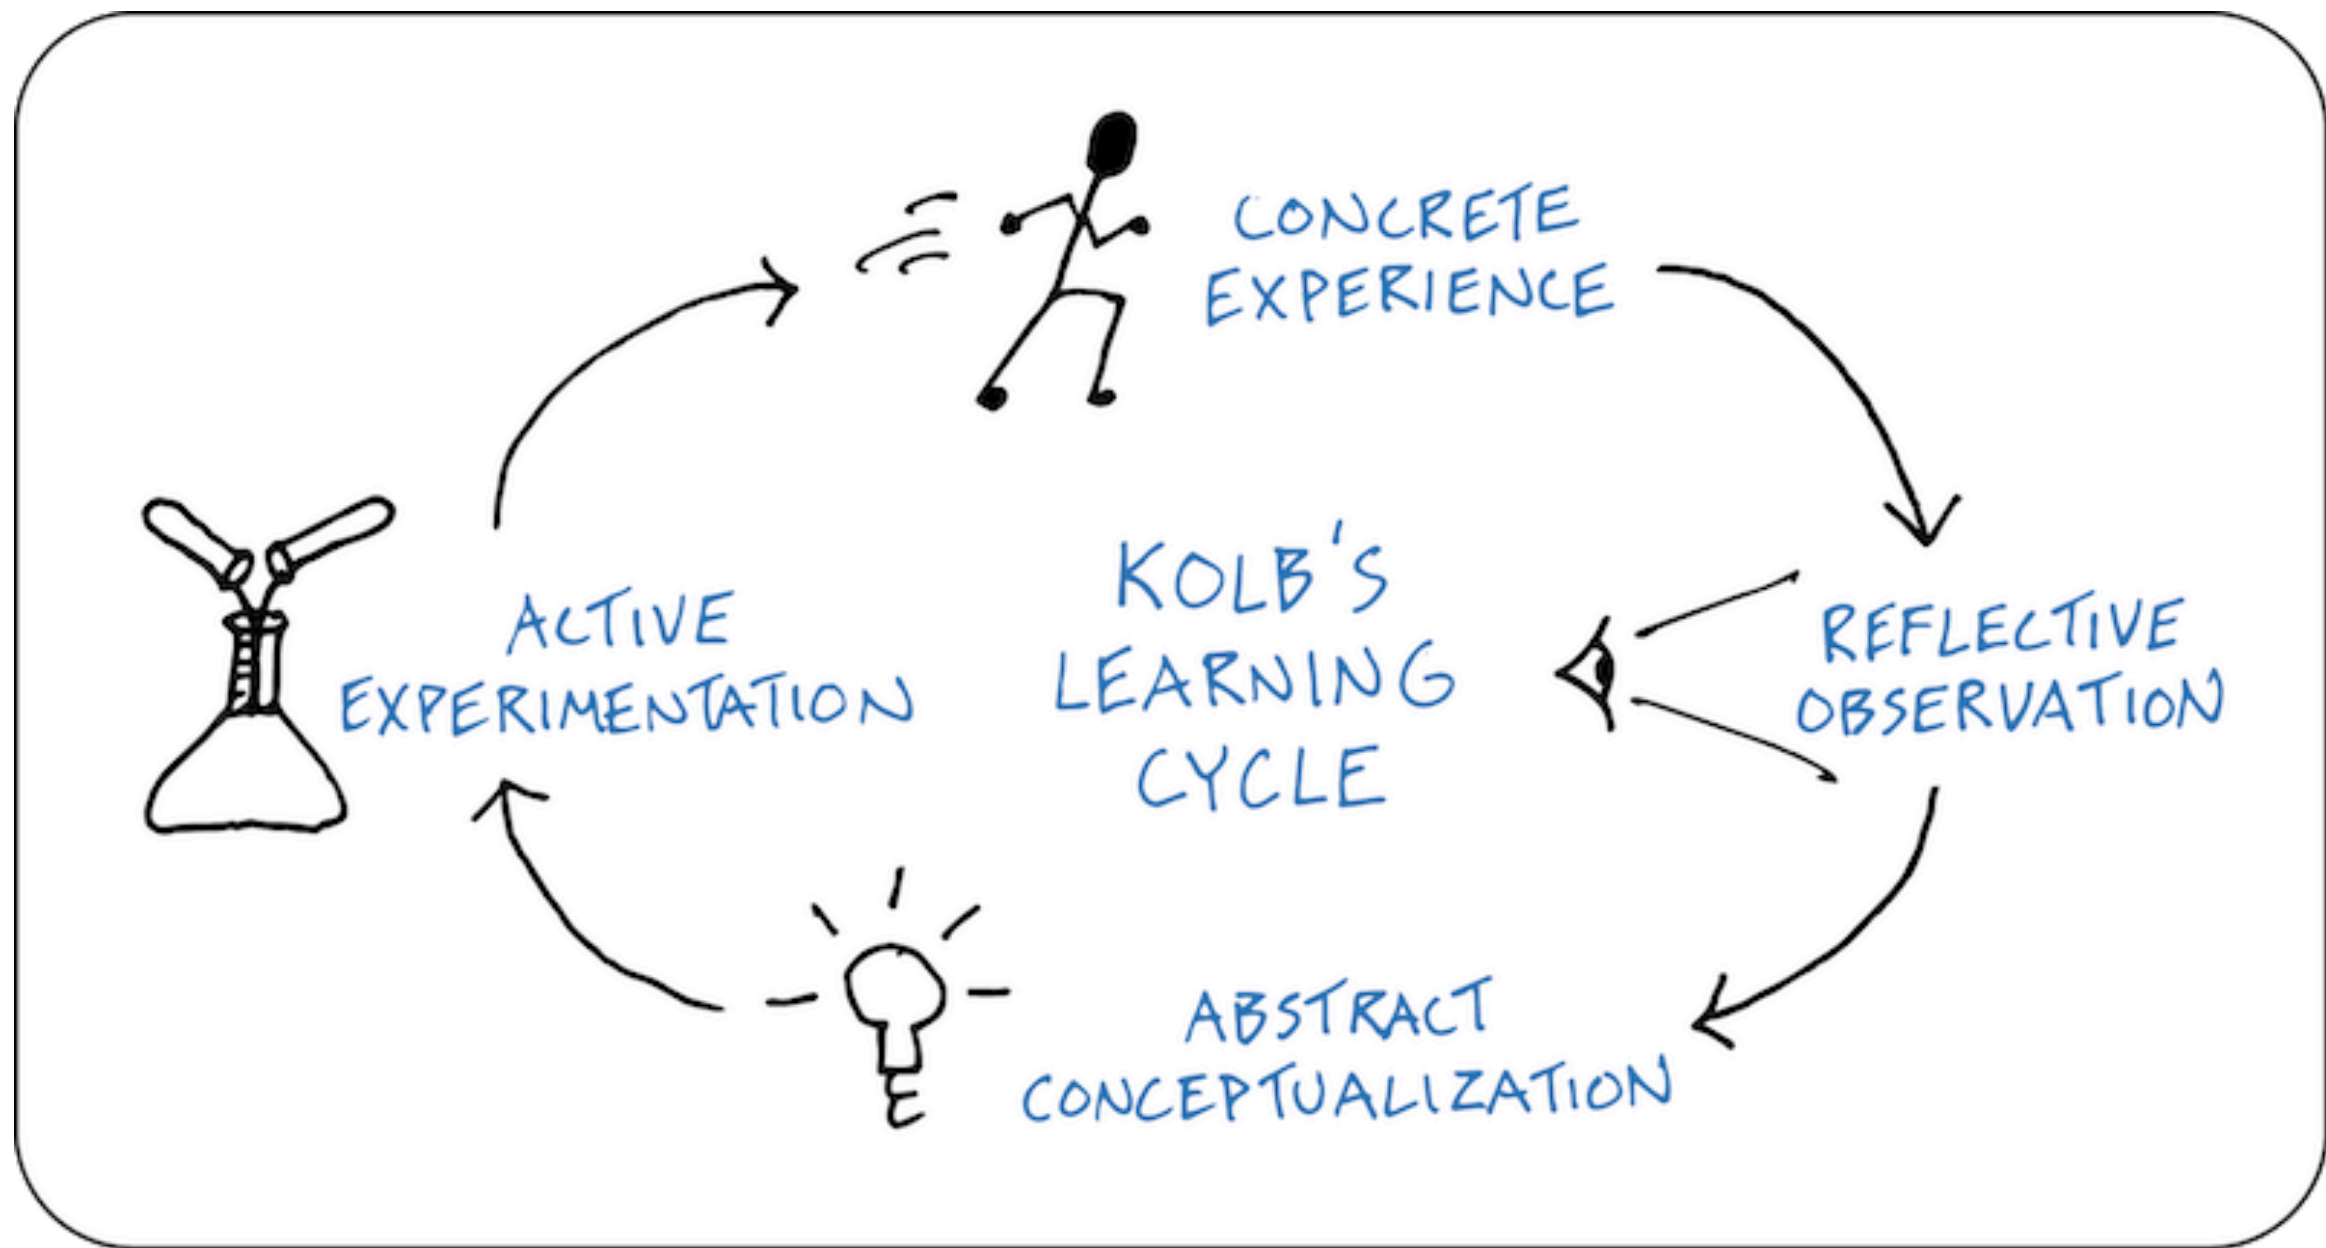 CONCRETE
EXPERIENCE
KOLB'S
LEARNING
CYCLE
REFLECTIVE
OBSERVATION
ACTIVE
EXPERIMENTATION
ABSTRACT
CONCEPTUALIZATION